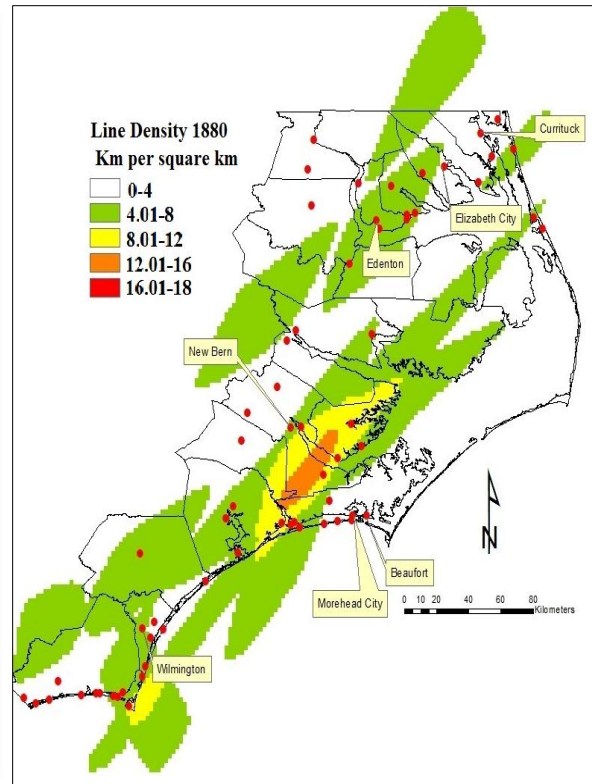 Line Density 1880
Km per square km
0-4
4.01-8
8.01-12
12.01-16
16.01-18
Currituck
Elizabeth City
Edenton
New Bern
Beaufort
Morehead City
Wilmington
N
0 10 20 40 60 80
Kilometers